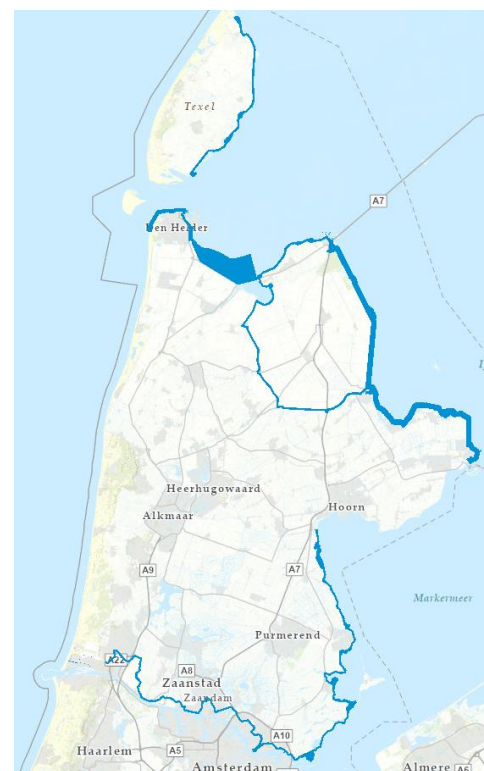 Texel
A7
Den Helder
Heerhugowaard
Alkmaar
Hoorn
A9
A7
Markermeer
Purmerend
A22
A8
Zaanstad
Zaandam
A10
Haarlem
A5
Amsterdam
Almere
A6